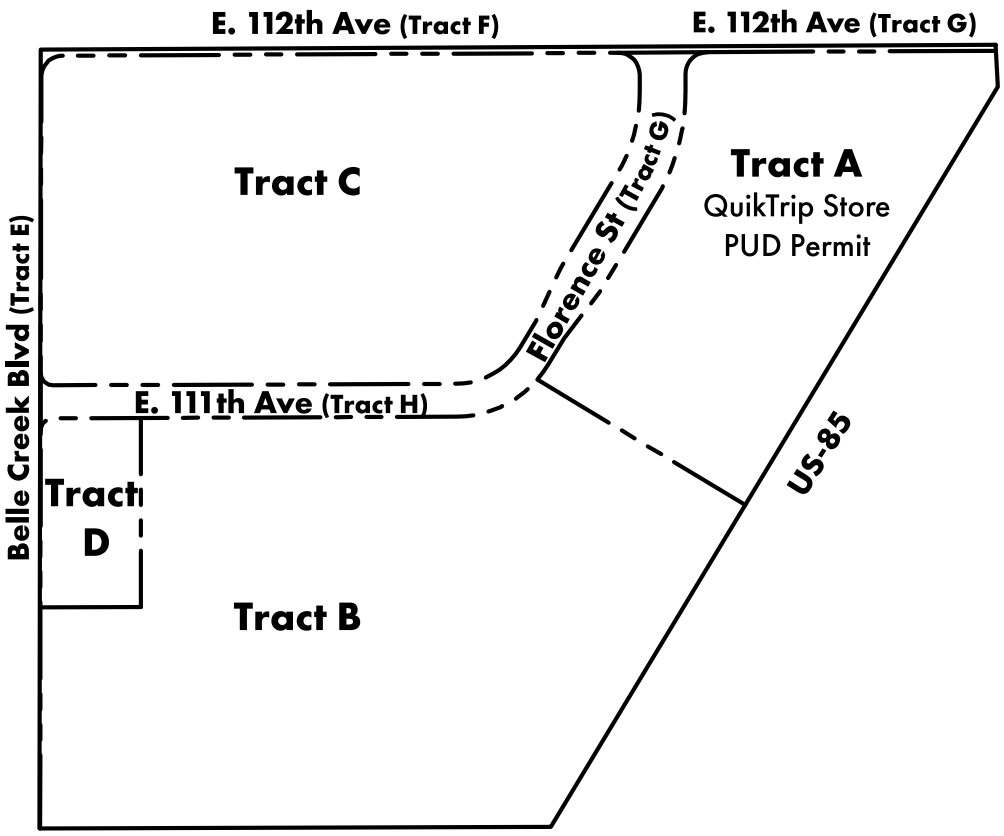 E. 112th Ave (Tract F)
E. 112th Ave (Tract G)
Tract C
Tract A
QuikTrip Store
PUD Permit
Florence St (Tract G)
Belle Creek Blvd (Tract E)
E. 111th Ave (Tract H)
US-85
Tract
D
Tract B